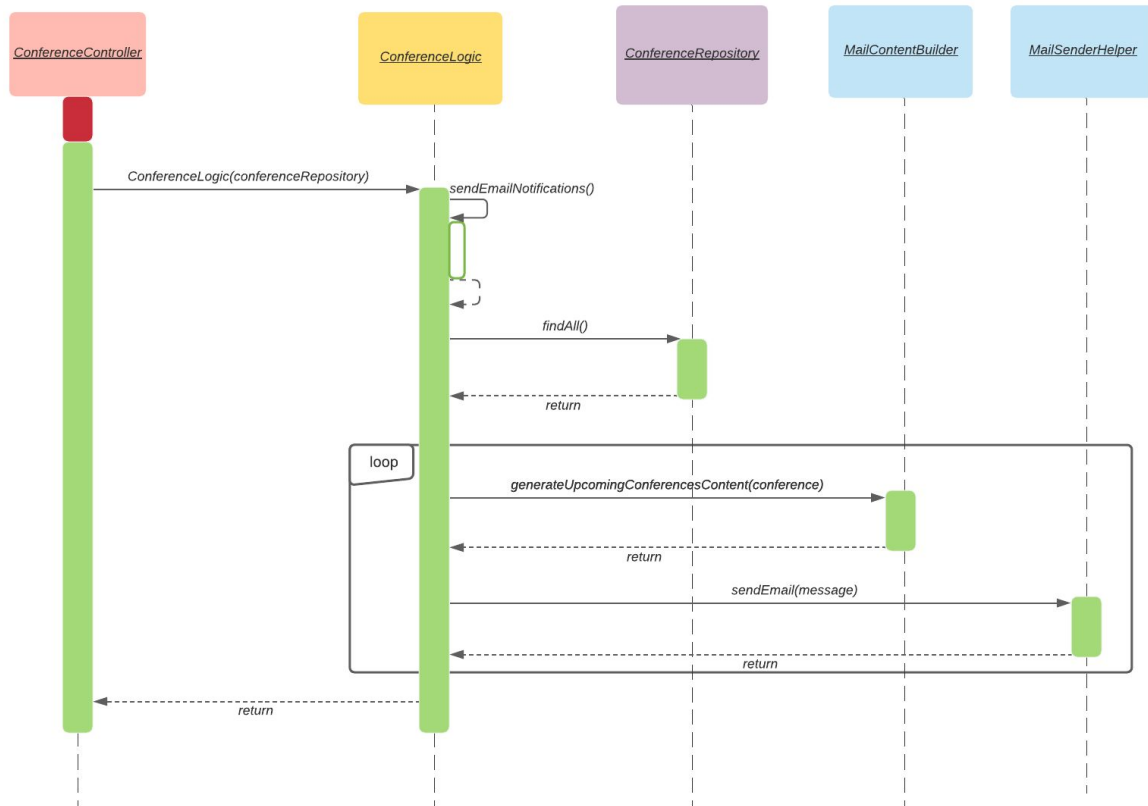 ConferenceController
ConferenceLogic
ConferenceRepository
MailContentBuilder
MailSenderHelper
ConferenceLogic(conferenceRepository)
sendEmailNotifications()
findAll()
return
loop
generateUpcomingConferencesContent(conference)
return
sendEmail(message)
return
return